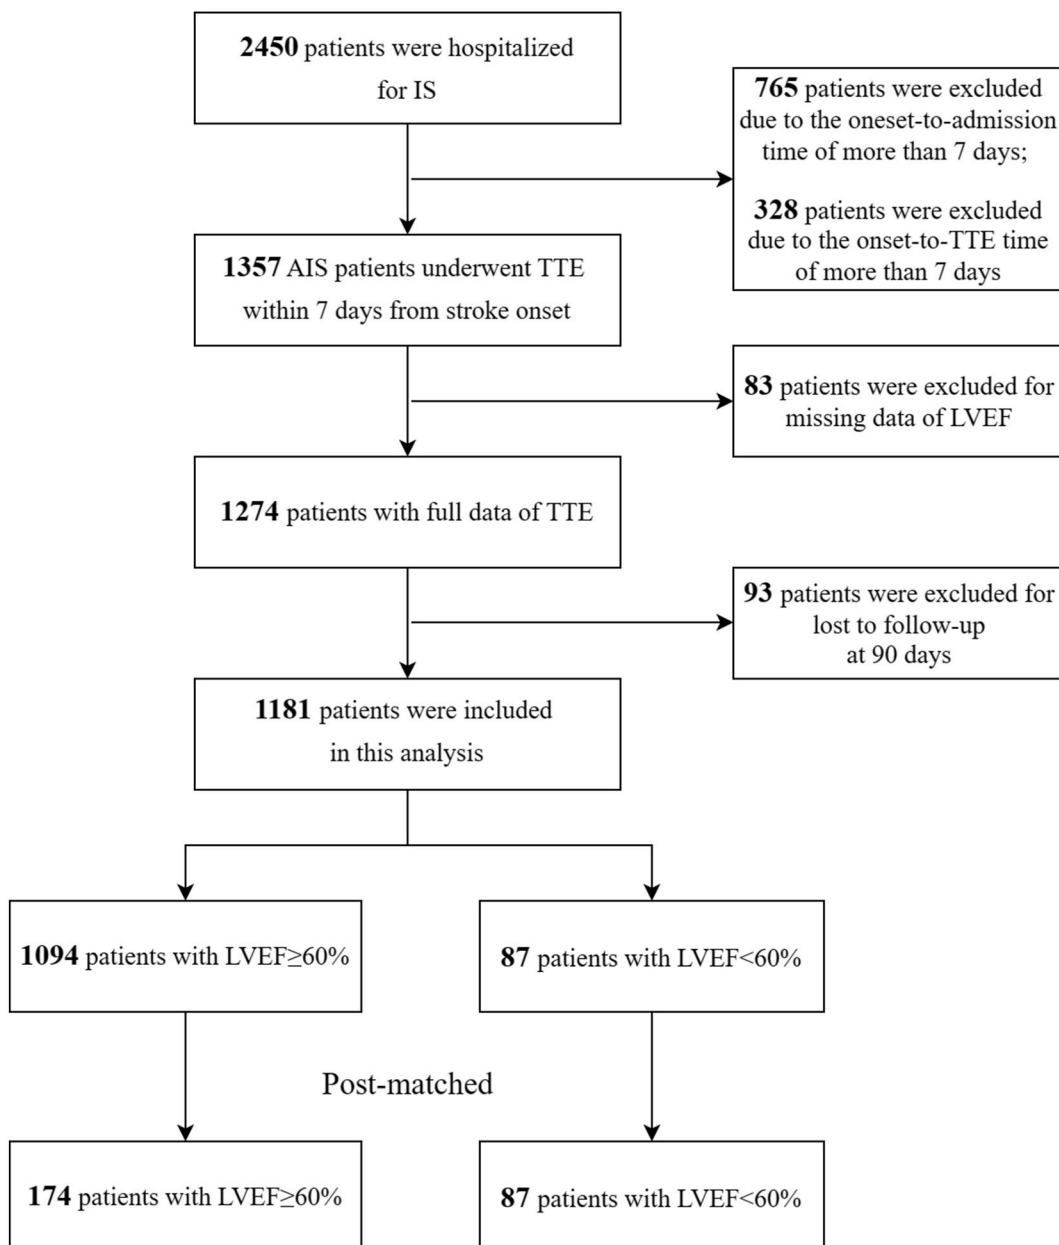 2450 patients were hospitalized
for IS
765 patients were excluded
due to the oneset-to-admission
time of more than 7 days;
328 patients were excluded
due to the onset-to-TTE time
of more than 7 days
1357 AIS patients underwent TTE
within 7 days from stroke onset
83 patients were excluded for
missing data of LVEF
1274 patients with full data of TTE
93 patients were excluded for
lost to follow-up
at 90 days
1181 patients were included
in this analysis
1094 patients with LVEF≥60%
87 patients with LVEF<60%
Post-matched
174 patients with LVEF≥60%
87 patients with LVEF<60%